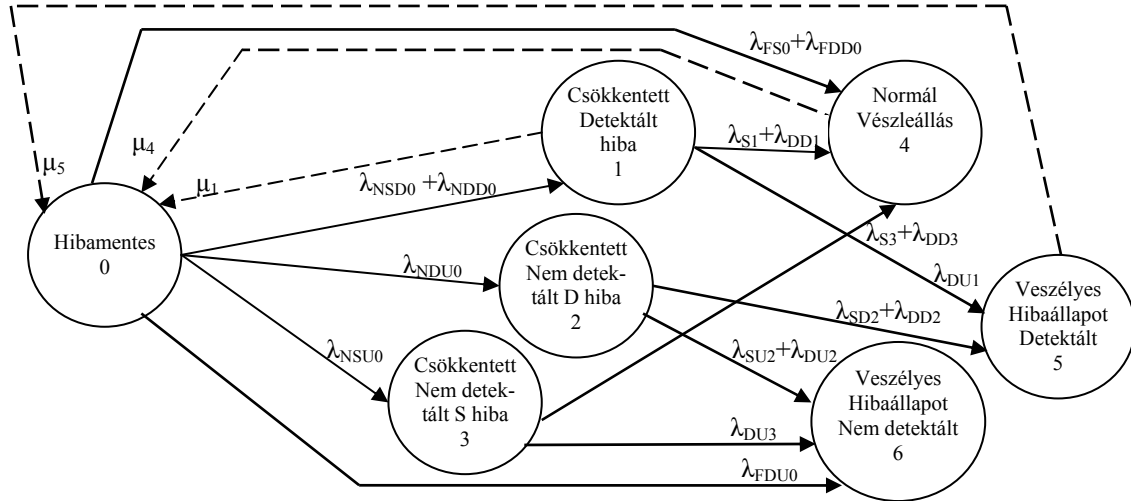 λFS0+λFDD0
Csökkentett
Detektált
hiba
1
Normál
Vészleállás
4
μ5
μ4
μ1
λS1+λDD1
λNSD0 +λNDD0
Hibamentes
0
λNDU0
Csökkentett
Nem detek-
tált D hiba
2
λS3+λDD3
λDU1
Veszélyes
Hibaállapot
Detektált
5
λSD2+λDD2
λNSU0
λSU2+λDU2
Csökkentett
Nem detek-
tált S hiba
3
Veszélyes
Hibaállapot
Nem detektált
6
λDU3
λFDU0